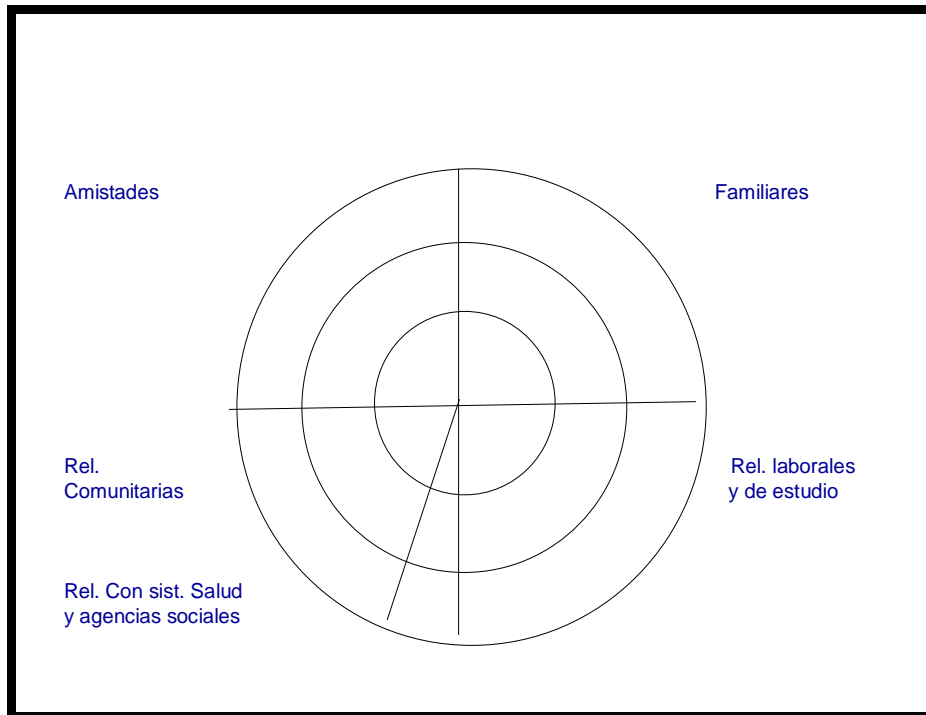 Amistades
Familiares
Rel.
Comunitarias
Rel. laborales
y de estudio
Rel. Con sist. Salud
y agencias sociales